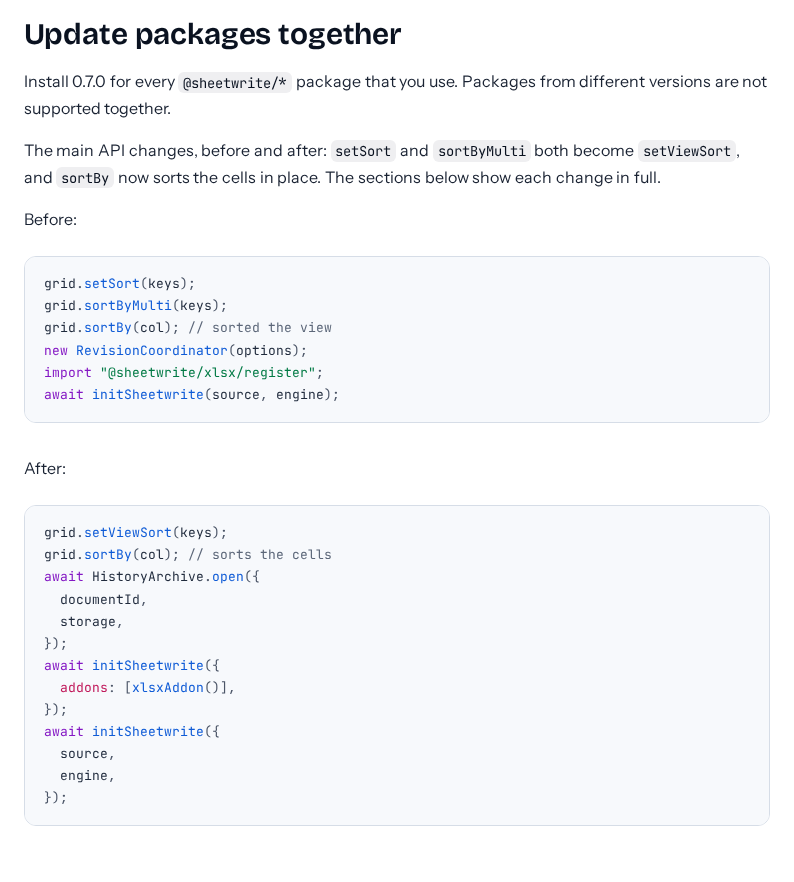 Update packages together
Install 0.7.0 for every @sheetwrite/* package that you use. Packages from different versions are not
supported together.
The main API changes, before and after: setSort and sortByMulti both become setViewSort,
and sortBy now sorts the cells in place. The sections below show each change in full.
Before:
grid.setSort(keys);
grid.sortByMulti(keys);
grid.sortBy(col); // sorted the view
new RevisionCoordinator(options);
import "@sheetwrite/xlsx/register";
await initSheetwrite(source, engine);
After:
grid.setViewSort(keys);
grid.sortBy(col); // sorts the cells
await HistoryArchive.open({
  documentId,
  storage,
});
await initSheetwrite({
  addons: [xlsxAddon()],
});
await initSheetwrite({
  source,
  engine,
});